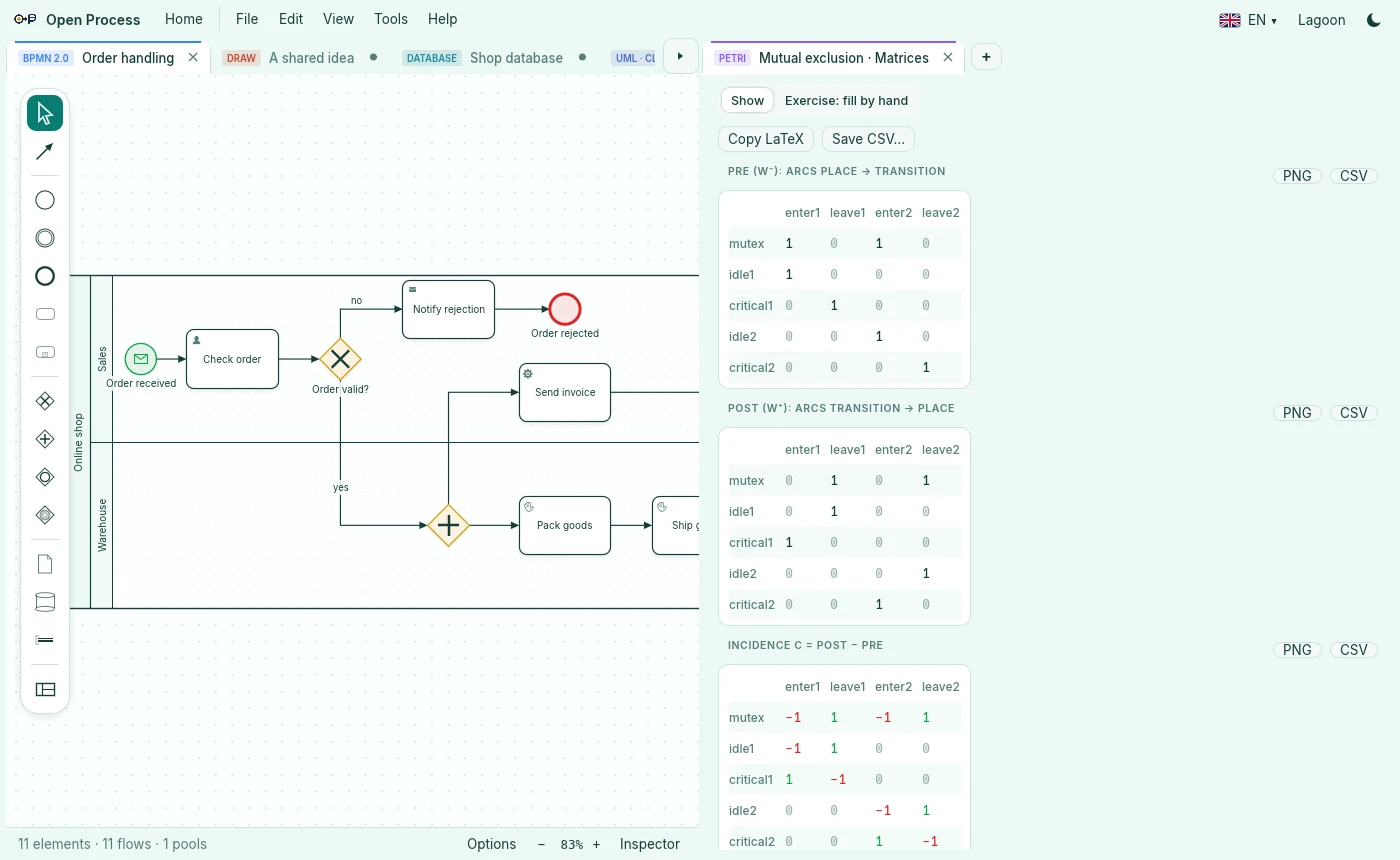 Open Process Home File Edit View Tools Help EN ▾ Lagoon
BPMN 2.0 Order handling ✕ DRAW A shared idea DATABASE Shop database UML · CL
PETRI Mutual exclusion · Matrices ✕ +
Online shop
Sales
Warehouse
Order received
Check order
Order valid?
no
yes
Notify rejection
Order rejected
Send invoice
Pack goods
Ship g
11 elements · 11 flows · 1 pools Options − 83% + Inspector
Show Exercise: fill by hand
Copy LaTeX Save CSV...
PRE (W⁻): ARCS PLACE → TRANSITION PNG CSV
enter1 leave1 enter2 leave2
mutex 1 0 1 0
idle1 1 0 0 0
critical1 0 1 0 0
idle2 0 0 1 0
critical2 0 0 0 1
POST (W⁺): ARCS TRANSITION → PLACE PNG CSV
enter1 leave1 enter2 leave2
mutex 0 1 0 1
idle1 0 1 0 0
critical1 1 0 0 0
idle2 0 0 0 1
critical2 0 0 1 0
INCIDENCE C = POST − PRE PNG CSV
enter1 leave1 enter2 leave2
mutex −1 1 −1 1
idle1 −1 1 0 0
critical1 1 −1 0 0
idle2 0 0 −1 1
critical2 0 0 1 −1